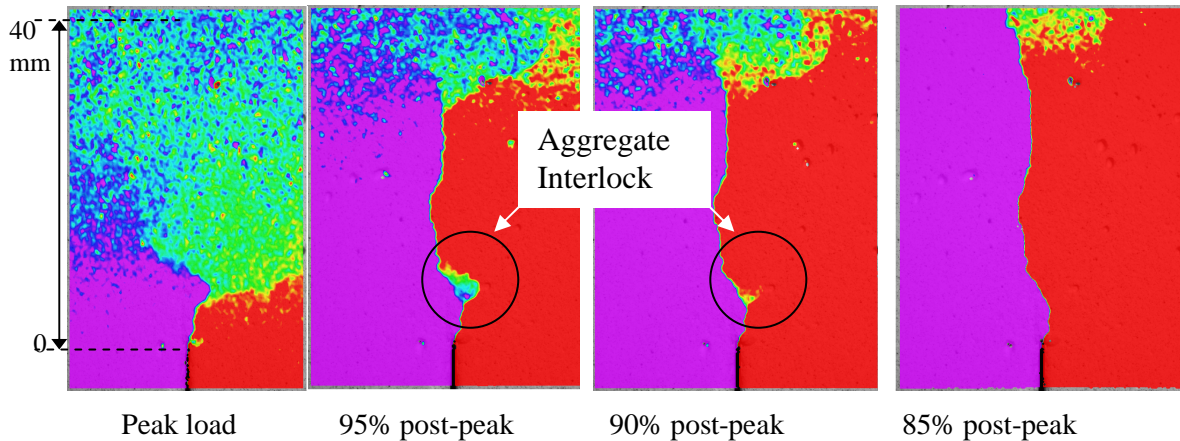 40
mm
0
Aggregate
Interlock
Peak load
95% post-peak
90% post-peak
85% post-peak